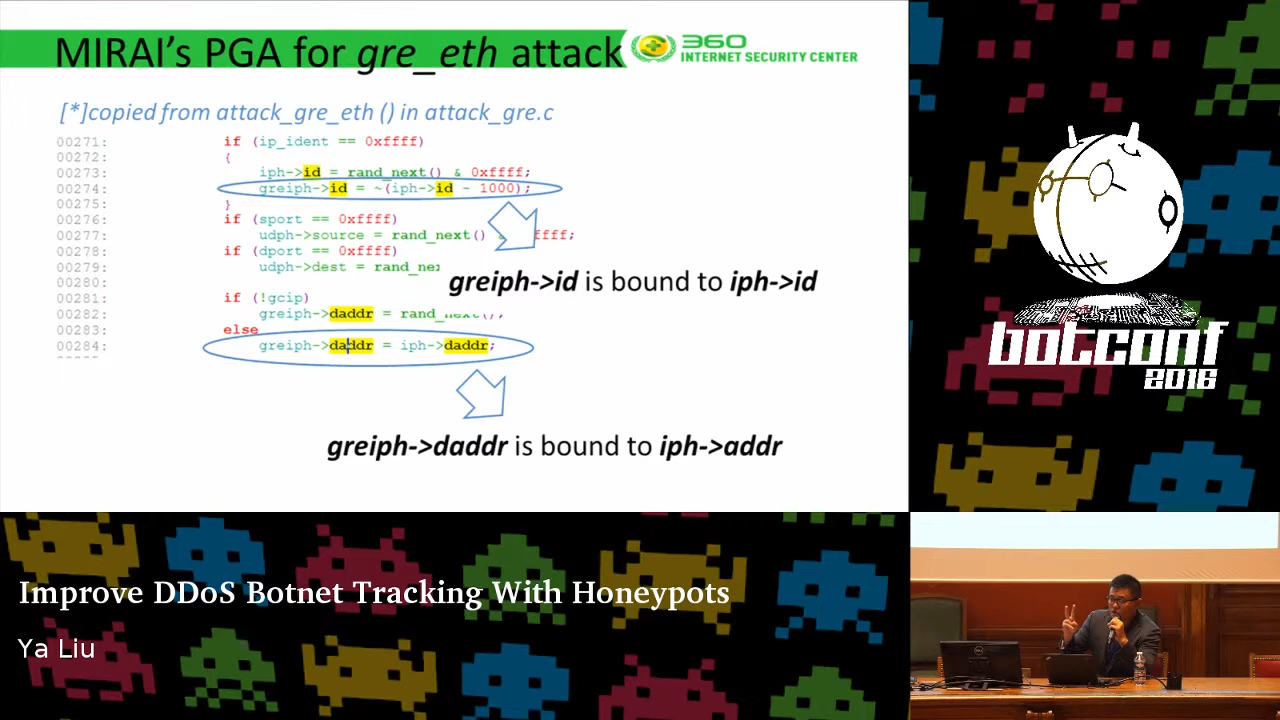 MIRAI's PGA for gre_eth attack
360
INTERNET SECURITY CENTER
[*]copied from attack_gre_eth () in attack_gre.c
00271: if (ip_ident == 0xffff)
00272: {
00273: iph->id = rand_next() & 0xffff;
00274: greiph->id = ~(iph->id - 1000);
00275: }
00276: if (sport == 0xffff)
00277: udph->source = rand_next() ffff;
00278: if (dport == 0xffff)
00279: udph->dest = rand_nex
00280:
greiph->id is bound to iph->id
00281: if (!gcip)
00282: greiph->daddr = rand_next();
00283: else
00284: greiph->daddr = iph->daddr;
greiph->daddr is bound to iph->addr
botconf
2016
Improve DDoS Botnet Tracking With Honeypots
Ya Liu